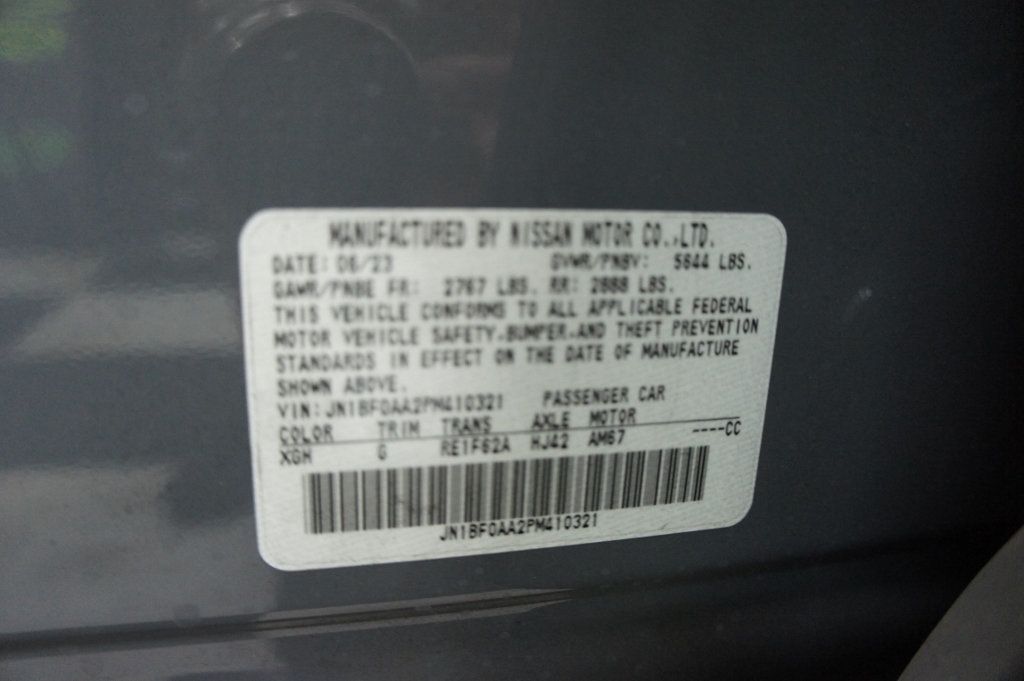 MANUFACTURED BY NISSAN MOTOR CO.,LTD.
DATE: 06/23 GVWR/PNBV: 5644 LBS.
GAWR/PNBE FR: 2767 LBS. RR: 2888 LBS.
THIS VEHICLE CONFORMS TO ALL APPLICABLE FEDERAL
MOTOR VEHICLE SAFETY,BUMPER,AND THEFT PREVENTION
STANDARDS IN EFFECT ON THE DATE OF MANUFACTURE
SHOWN ABOVE.
VIN: JN1BF0AA2PM410321 PASSENGER CAR
COLOR TRIM TRANS AXLE MOTOR ----CC
XGH G RE1F62A HJ42 AM67
JN1BF0AA2PM410321